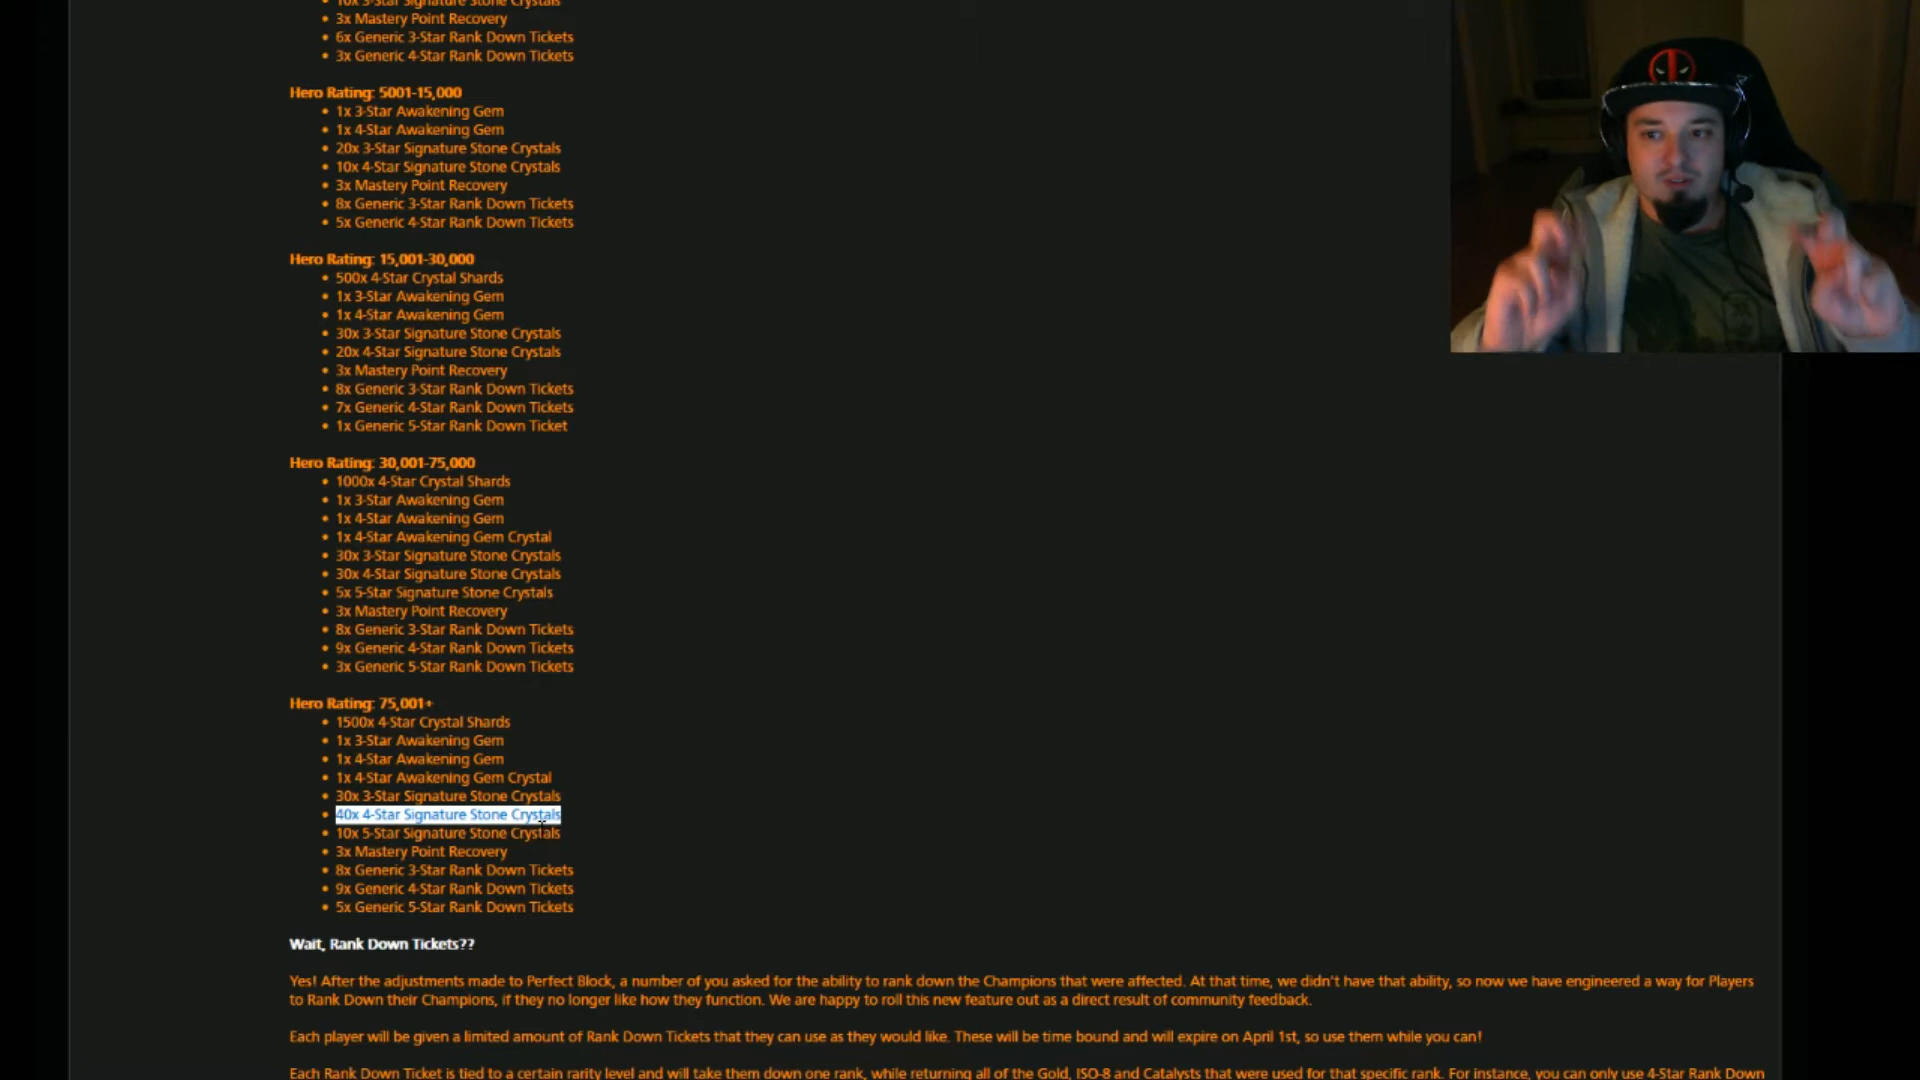 10x 3-Star Signature Stone Crystals
3x Mastery Point Recovery
6x Generic 3-Star Rank Down Tickets
3x Generic 4-Star Rank Down Tickets
Hero Rating: 5001-15,000
1x 3-Star Awakening Gem
1x 4-Star Awakening Gem
20x 3-Star Signature Stone Crystals
10x 4-Star Signature Stone Crystals
3x Mastery Point Recovery
8x Generic 3-Star Rank Down Tickets
5x Generic 4-Star Rank Down Tickets
Hero Rating: 15,001-30,000
500x 4-Star Crystal Shards
1x 3-Star Awakening Gem
1x 4-Star Awakening Gem
30x 3-Star Signature Stone Crystals
20x 4-Star Signature Stone Crystals
3x Mastery Point Recovery
8x Generic 3-Star Rank Down Tickets
7x Generic 4-Star Rank Down Tickets
1x Generic 5-Star Rank Down Ticket
Hero Rating: 30,001-75,000
1000x 4-Star Crystal Shards
1x 3-Star Awakening Gem
1x 4-Star Awakening Gem
1x 4-Star Awakening Gem Crystal
30x 3-Star Signature Stone Crystals
30x 4-Star Signature Stone Crystals
5x 5-Star Signature Stone Crystals
3x Mastery Point Recovery
8x Generic 3-Star Rank Down Tickets
9x Generic 4-Star Rank Down Tickets
3x Generic 5-Star Rank Down Tickets
Hero Rating: 75,001+
1500x 4-Star Crystal Shards
1x 3-Star Awakening Gem
1x 4-Star Awakening Gem
1x 4-Star Awakening Gem Crystal
30x 3-Star Signature Stone Crystals
40x 4-Star Signature Stone Crystals
10x 5-Star Signature Stone Crystals
3x Mastery Point Recovery
8x Generic 3-Star Rank Down Tickets
9x Generic 4-Star Rank Down Tickets
5x Generic 5-Star Rank Down Tickets
Wait, Rank Down Tickets??
Yes! After the adjustments made to Perfect Block, a number of you asked for the ability to rank down the Champions that were affected. At that time, we didn't have that ability, so now we have engineered a way for Players
to Rank Down their Champions, if they no longer like how they function. We are happy to roll this new feature out as a direct result of community feedback.
Each player will be given a limited amount of Rank Down Tickets that they can use as they would like. These will be time bound and will expire on April 1st, so use them while you can!
Each Rank Down Ticket is tied to a certain rarity level and will take them down one rank, while returning all of the Gold, ISO-8 and Catalysts that were used for that specific rank. For instance, you can only use 4-Star Rank Down